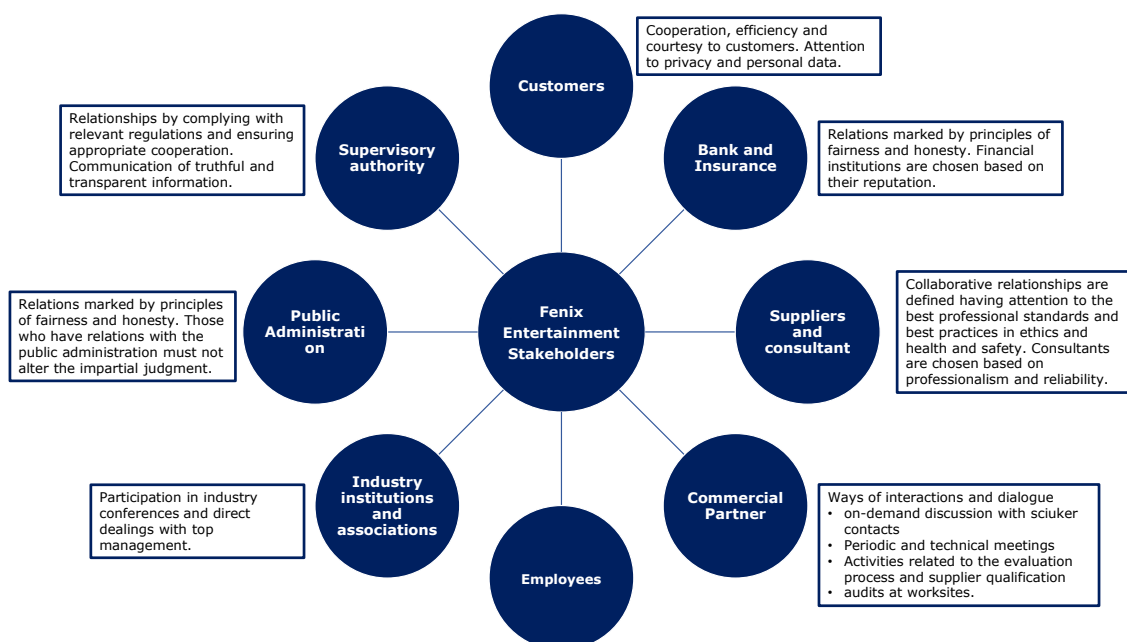 Customers
Cooperation, efficiency and
courtesy to customers. Attention
to privacy and personal data.
Relationships by complying with
relevant regulations and ensuring
appropriate cooperation.
Communication of truthful and
transparent information.
Supervisory
authority
Bank and
Insurance
Relations marked by principles of
fairness and honesty. Financial
institutions are chosen based on
their reputation.
Relations marked by principles
of fairness and honesty. Those
who have relations with the
public administration must not
alter the impartial judgment.
Public
Administrati
on
Fenix
Entertainment
Stakeholders
Suppliers
and
consultant
Collaborative relationships are
defined having attention to the
best professional standards and
best practices in ethics and
health and safety. Consultants
are chosen based on
professionalism and reliability.
Participation in industry
conferences and direct
dealings with top
management.
Industry
institutions
and
associations
Employees
Commercial
Partner
Ways of interactions and dialogue
• on-demand discussion with sciuker
contacts
• Periodic and technical meetings
• Activities related to the evaluation
process and supplier qualification
• audits at worksites.